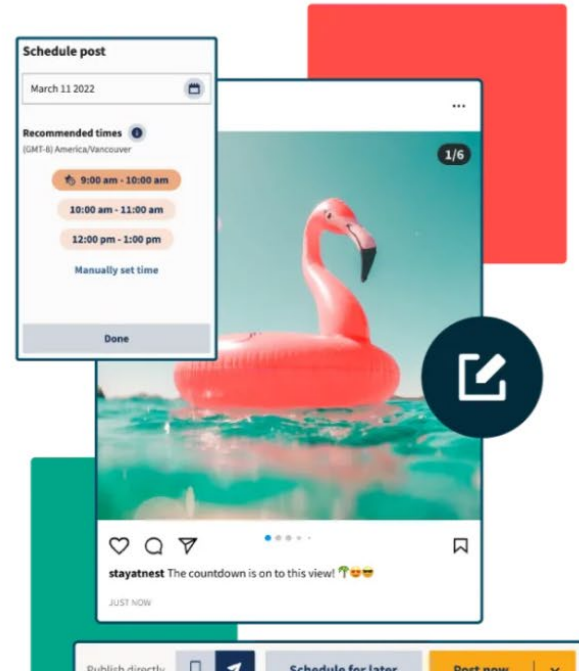 Schedule post
March 11 2022
Recommended times
(GMT-8) America/Vancouver
9:00 am - 10:00 am
10:00 am - 11:00 am
12:00 pm - 1:00 pm
Manually set time
Done
1/6
stayatnest The countdown is on to this view! 🌴😍😎
JUST NOW
Publish directly
Schedule for later
Post now